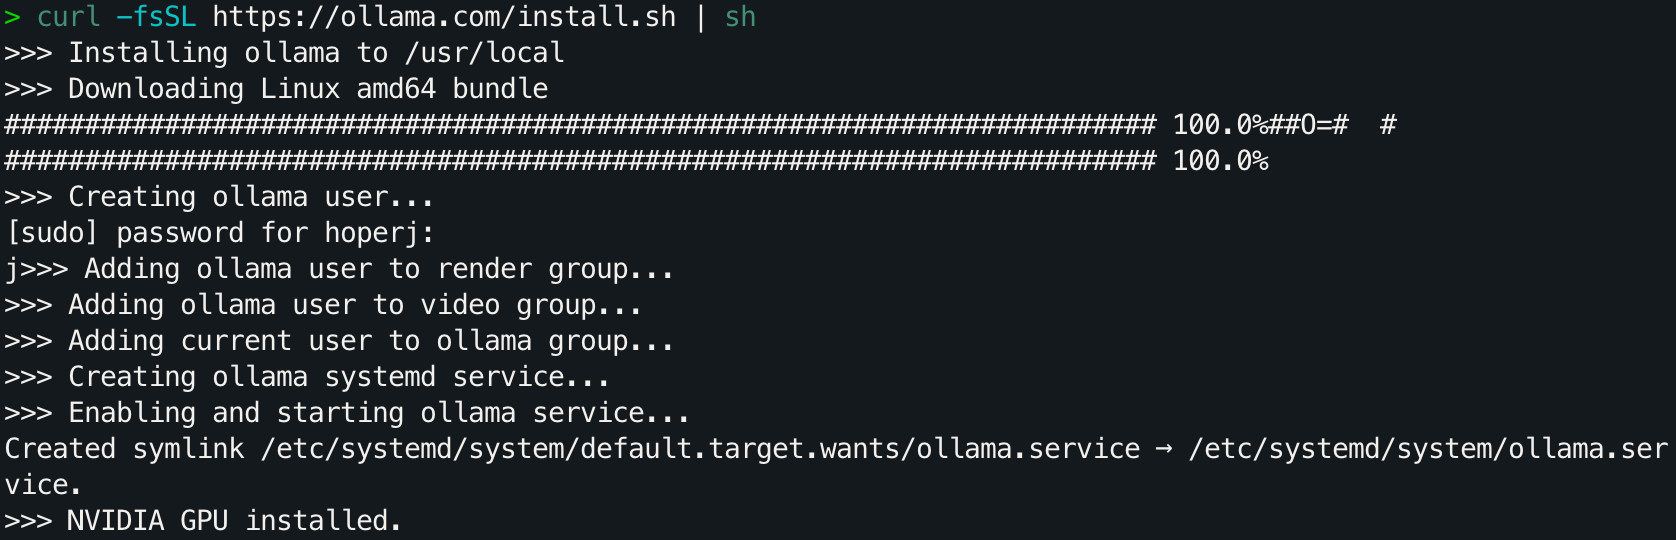 > curl -fsSL https://ollama.com/install.sh | sh
>>> Installing ollama to /usr/local
>>> Downloading Linux amd64 bundle
######################################################################## 100.0%##O=#  #
######################################################################## 100.0%
>>> Creating ollama user...
[sudo] password for hoperj:
j>>> Adding ollama user to render group...
>>> Adding ollama user to video group...
>>> Adding current user to ollama group...
>>> Creating ollama systemd service...
>>> Enabling and starting ollama service...
Created symlink /etc/systemd/system/default.target.wants/ollama.service → /etc/systemd/system/ollama.ser
vice.
>>> NVIDIA GPU installed.